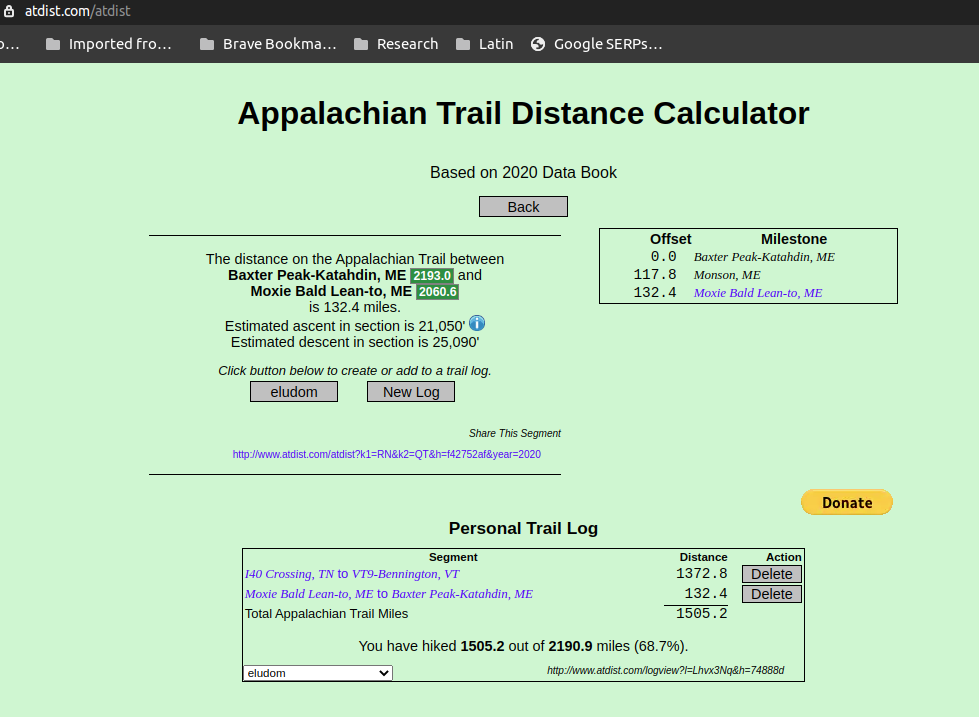 atdist.com/atdist
o... Imported fro... Brave Bookma... Research Latin Google SERPs...
Appalachian Trail Distance Calculator
Based on 2020 Data Book
Back
The distance on the Appalachian Trail between
Baxter Peak-Katahdin, ME 2193.0 and
Moxie Bald Lean-to, ME 2060.6
is 132.4 miles.
Estimated ascent in section is 21,050' i
Estimated descent in section is 25,090'
Click button below to create or add to a trail log.
eludom New Log
Share This Segment
http://www.atdist.com/atdist?k1=RN&k2=QT&h=f42752af&year=2020
Offset Milestone
0.0 Baxter Peak-Katahdin, ME
117.8 Monson, ME
132.4 Moxie Bald Lean-to, ME
Donate
Personal Trail Log
Segment Distance Action
I40 Crossing, TN to VT9-Bennington, VT 1372.8 Delete
Moxie Bald Lean-to, ME to Baxter Peak-Katahdin, ME 132.4 Delete
Total Appalachian Trail Miles 1505.2
You have hiked 1505.2 out of 2190.9 miles (68.7%).
eludom http://www.atdist.com/logview?l=Lhvx3Nq&h=74888d